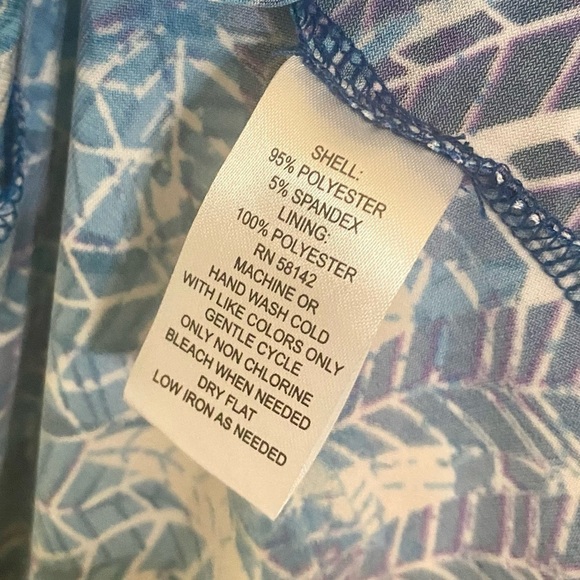 SHELL:
95% POLYESTER
5% SPANDEX
LINING:
100% POLYESTER
RN 58142
MACHINE OR
HAND WASH COLD
WITH LIKE COLORS ONLY
GENTLE CYCLE
ONLY NON CHLORINE
BLEACH WHEN NEEDED
DRY FLAT
LOW IRON AS NEEDED